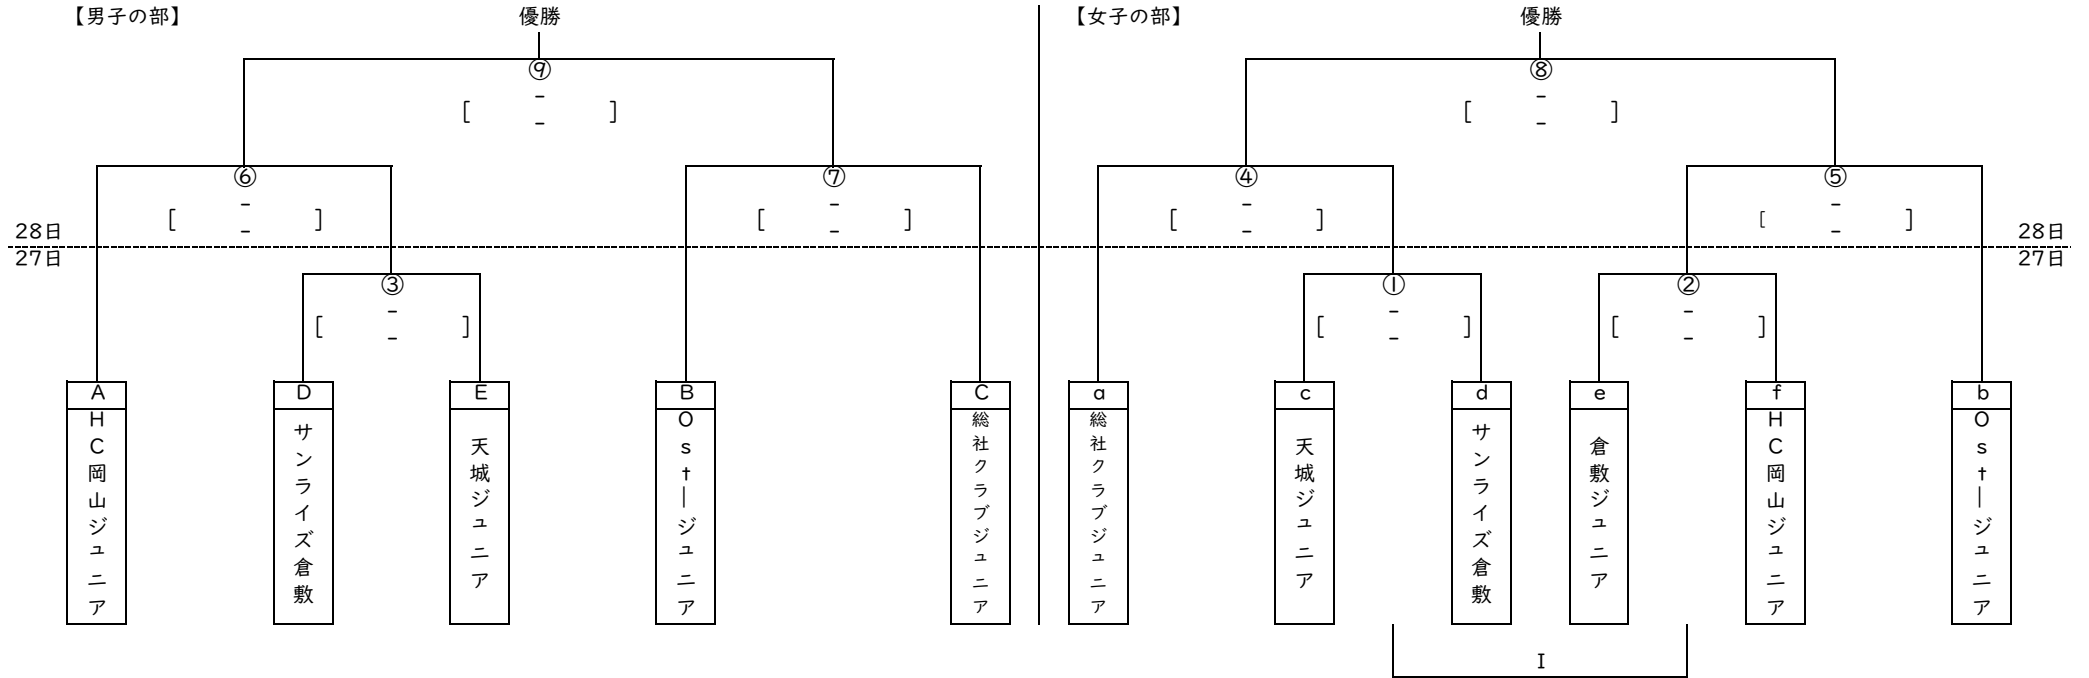 【男子の部】
優勝
⑨
-
[ ]
-
⑥
-
[ ]
-
⑦
-
[ ]
-
28日
27日
③
-
[ ]
-
A
HC岡山ジュニア
D
サンライズ倉敷
E
天城ジュニア
B
Ost―ジュニア
C
総社クラブジュニア
【女子の部】
優勝
⑧
-
[ ]
-
④
-
[ ]
-
⑤
-
[ ]
-
28日
27日
①
-
[ ]
-
②
-
[ ]
-
a
総社クラブジュニア
c
天城ジュニア
d
サンライズ倉敷
e
倉敷ジュニア
f
HC岡山ジュニア
b
Ost―ジュニア
I